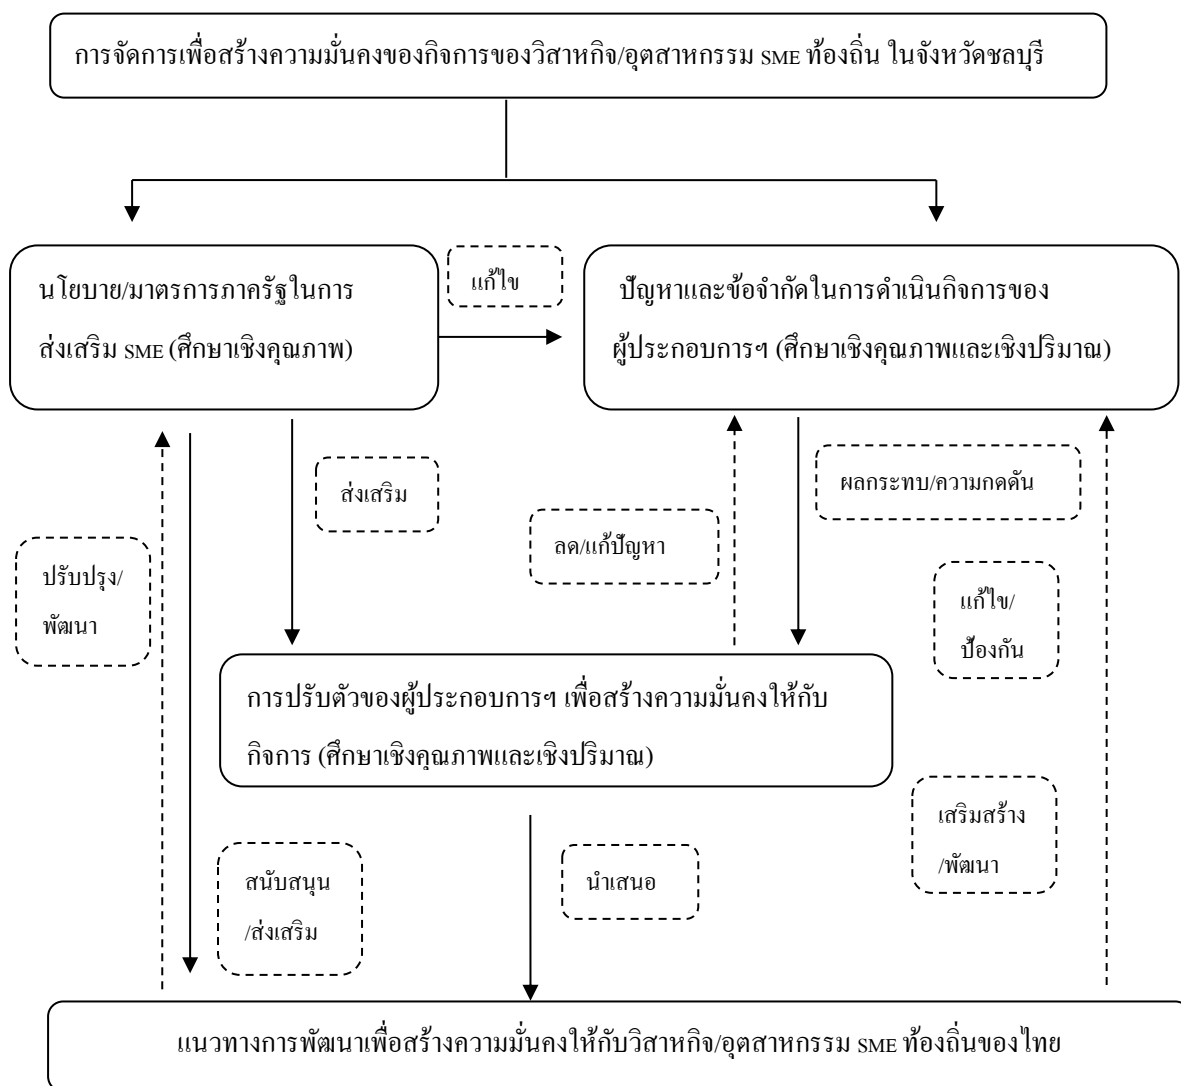 การจัดการเพื่อสร้างความมั่นคงของกิจการของวิสาหกิจ/อุตสาหกรรม SME ท้องถิ่น ในจังหวัดชลบุรี
นโยบาย/มาตรการภาครัฐในการ
ส่งเสริม SME (ศึกษาเชิงคุณภาพ)
แก้ไข
ปัญหาและข้อจำกัดในการดำเนินกิจการของ
ผู้ประกอบการฯ (ศึกษาเชิงคุณภาพและเชิงปริมาณ)
ส่งเสริม
ผลกระทบ/ความกดดัน
ลด/แก้ปัญหา
ปรับปรุง/
พัฒนา
แก้ไข/
ป้องกัน
การปรับตัวของผู้ประกอบการฯ เพื่อสร้างความมั่นคงให้กับ
กิจการ (ศึกษาเชิงคุณภาพและเชิงปริมาณ)
เสริมสร้าง
/พัฒนา
สนับสนุน
/ส่งเสริม
นำเสนอ
แนวทางการพัฒนาเพื่อสร้างความมั่นคงให้กับวิสาหกิจ/อุตสาหกรรม SME ท้องถิ่นของไทย